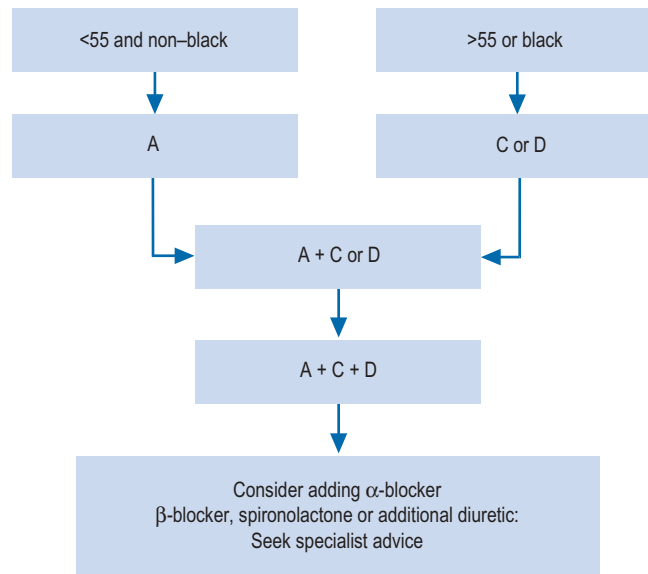 <55 and non–black
>55 or black
A
C or D
A + C or D
A + C + D
Consider adding α-blocker
β-blocker, spironolactone or additional diuretic:
Seek specialist advice